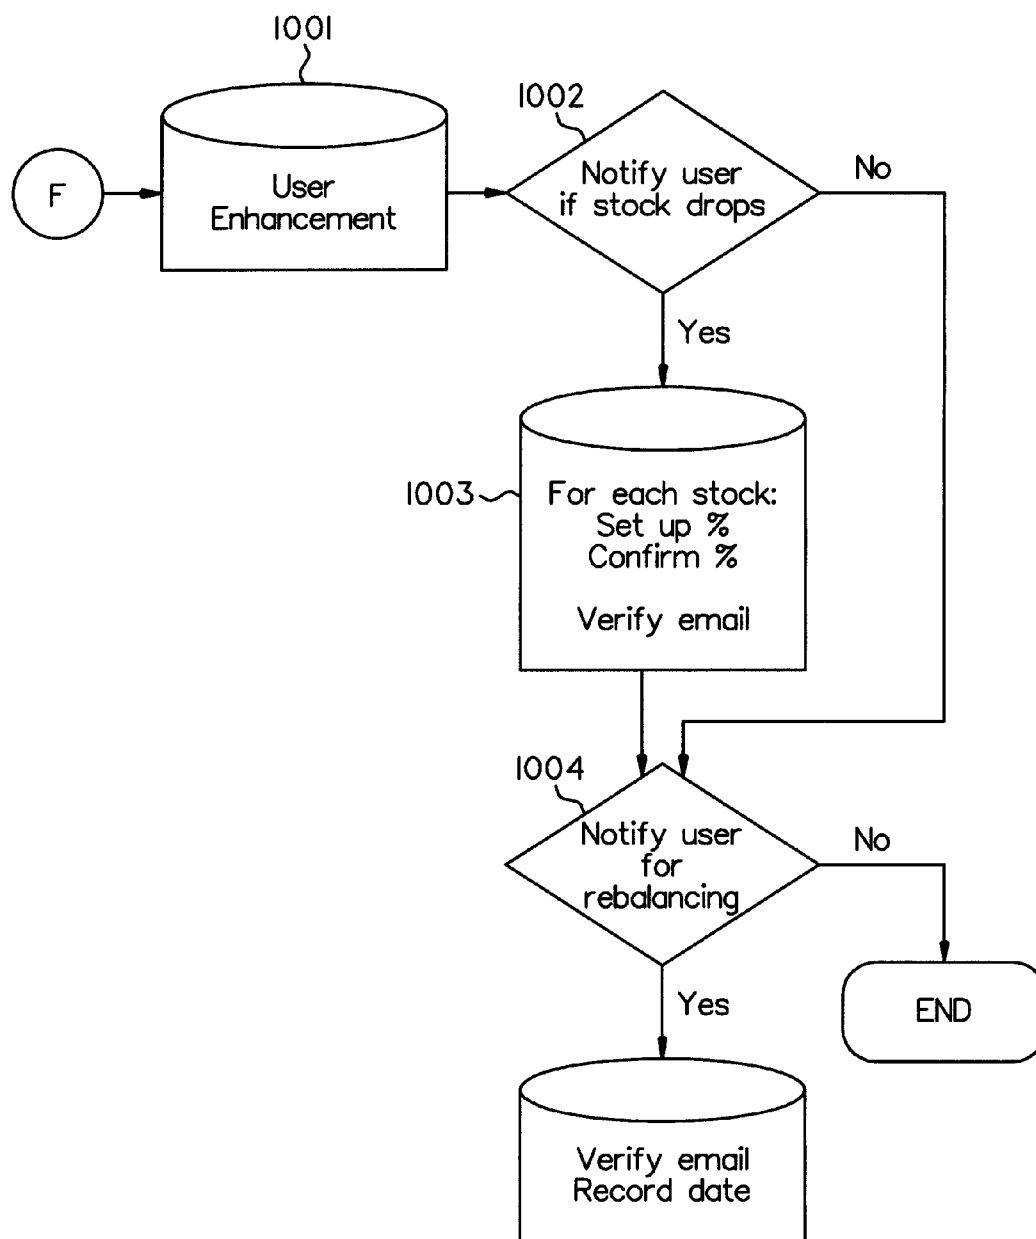 1001
1002
F
User
Enhancement
Notify user
if stock drops
No
Yes
1003
For each stock:
Set up %
Confirm %
Verify email
1004
Notify user
for
rebalancing
No
Yes
END
Verify email
Record date